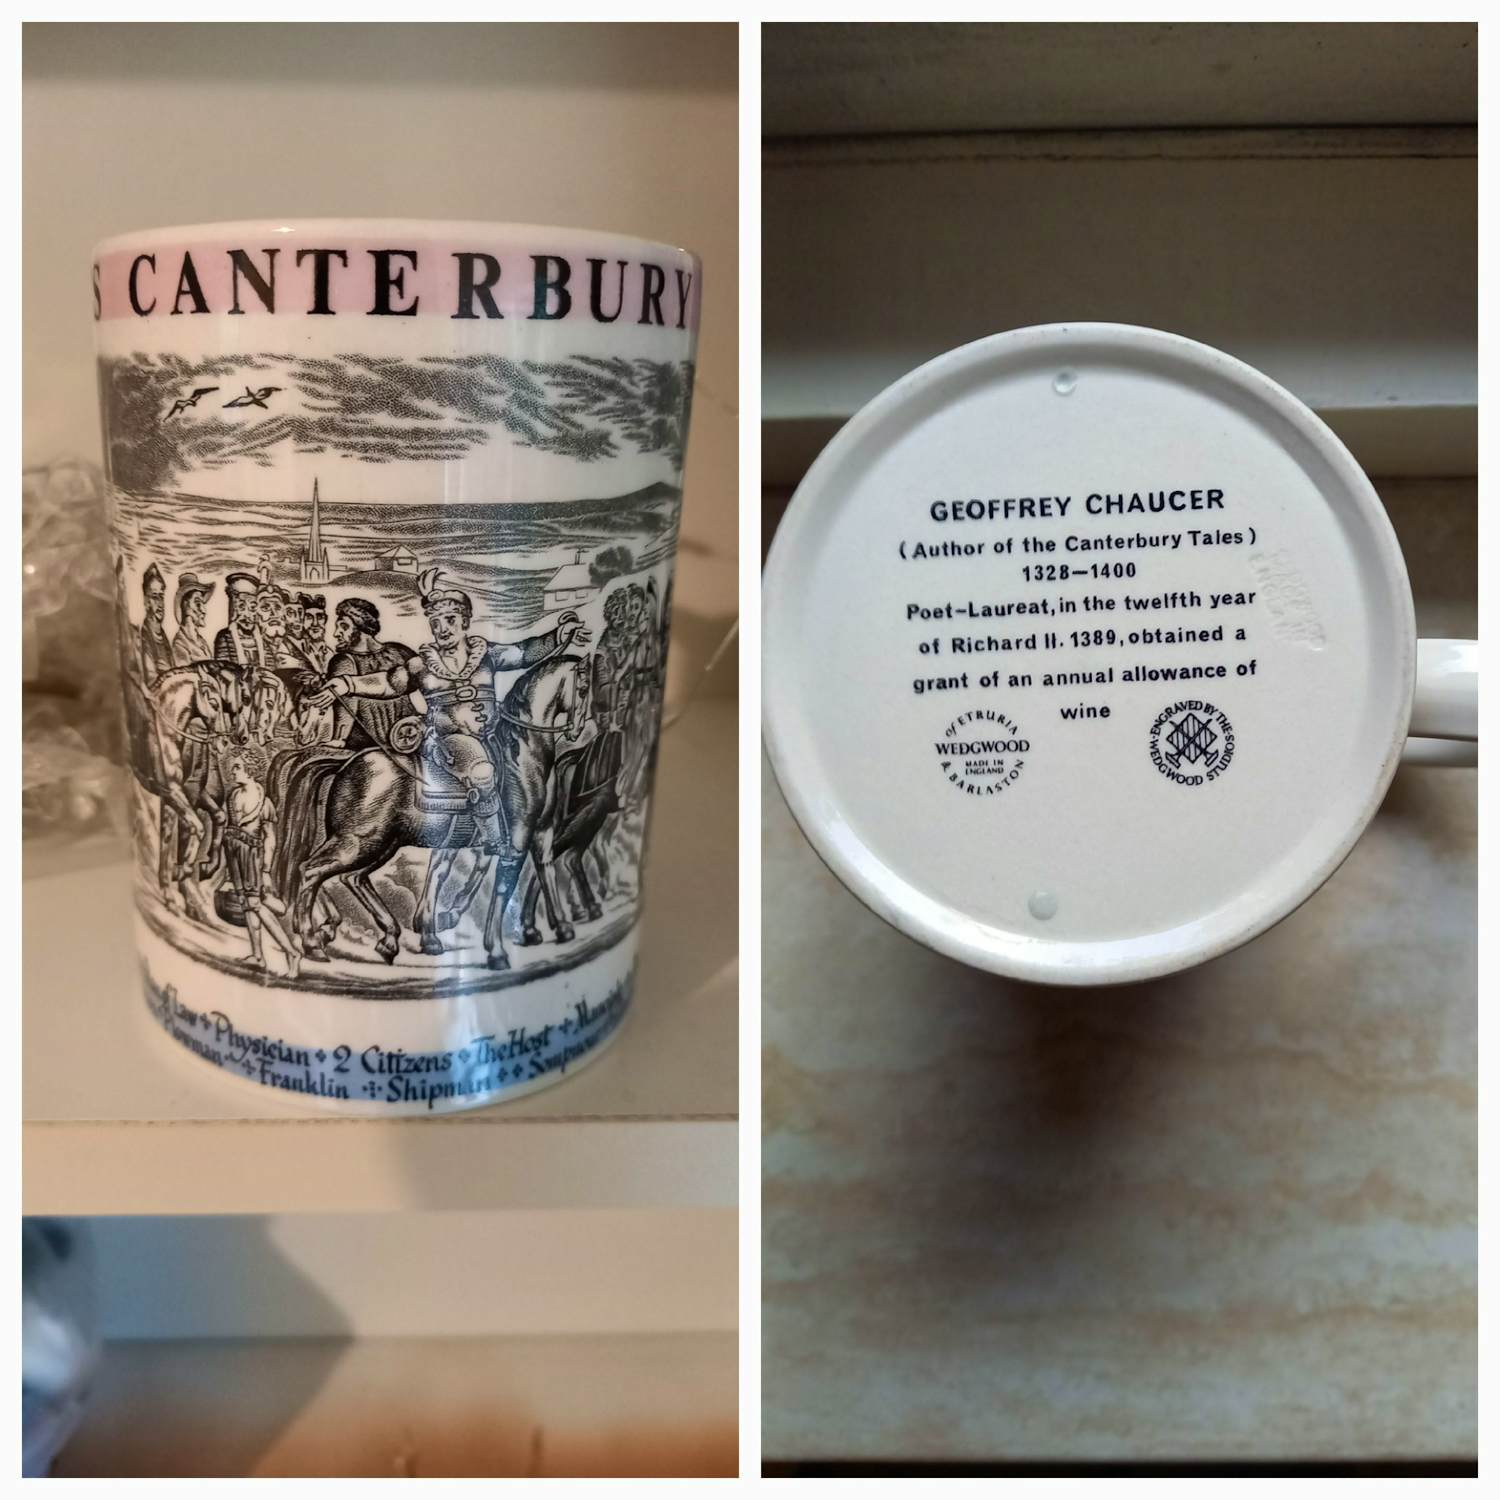 CANTERBURY
Law ✢ Physician ✢ 2 Citizens ✢ The Host ✢
Franklin ✢ Shipman ✢✢
GEOFFREY CHAUCER
(Author of the Canterbury Tales)
1328—1400
Poet-Laureat, in the twelfth year
of Richard II. 1389, obtained a
grant of an annual allowance of
wine
of ETRURIA
WEDGWOOD
MADE IN
ENGLAND
& BARLASTON
ENGRAVED BY THE
WEDGWOOD STUDIO